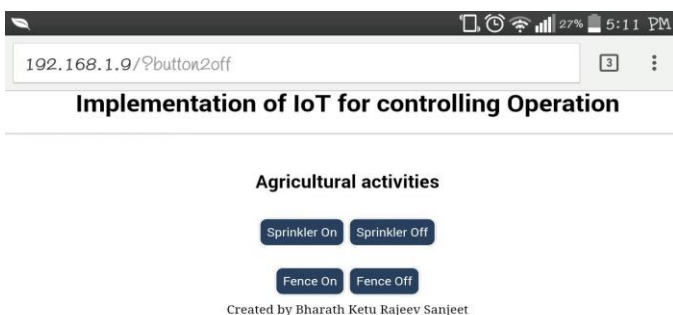 27% 5:11 PM
192.168.1.9/?button2off 3
Implementation of IoT for controlling Operation
Agricultural activities
Sprinkler On Sprinkler Off
Fence On Fence Off
Created by Bharath Ketu Rajeev Sanjeet